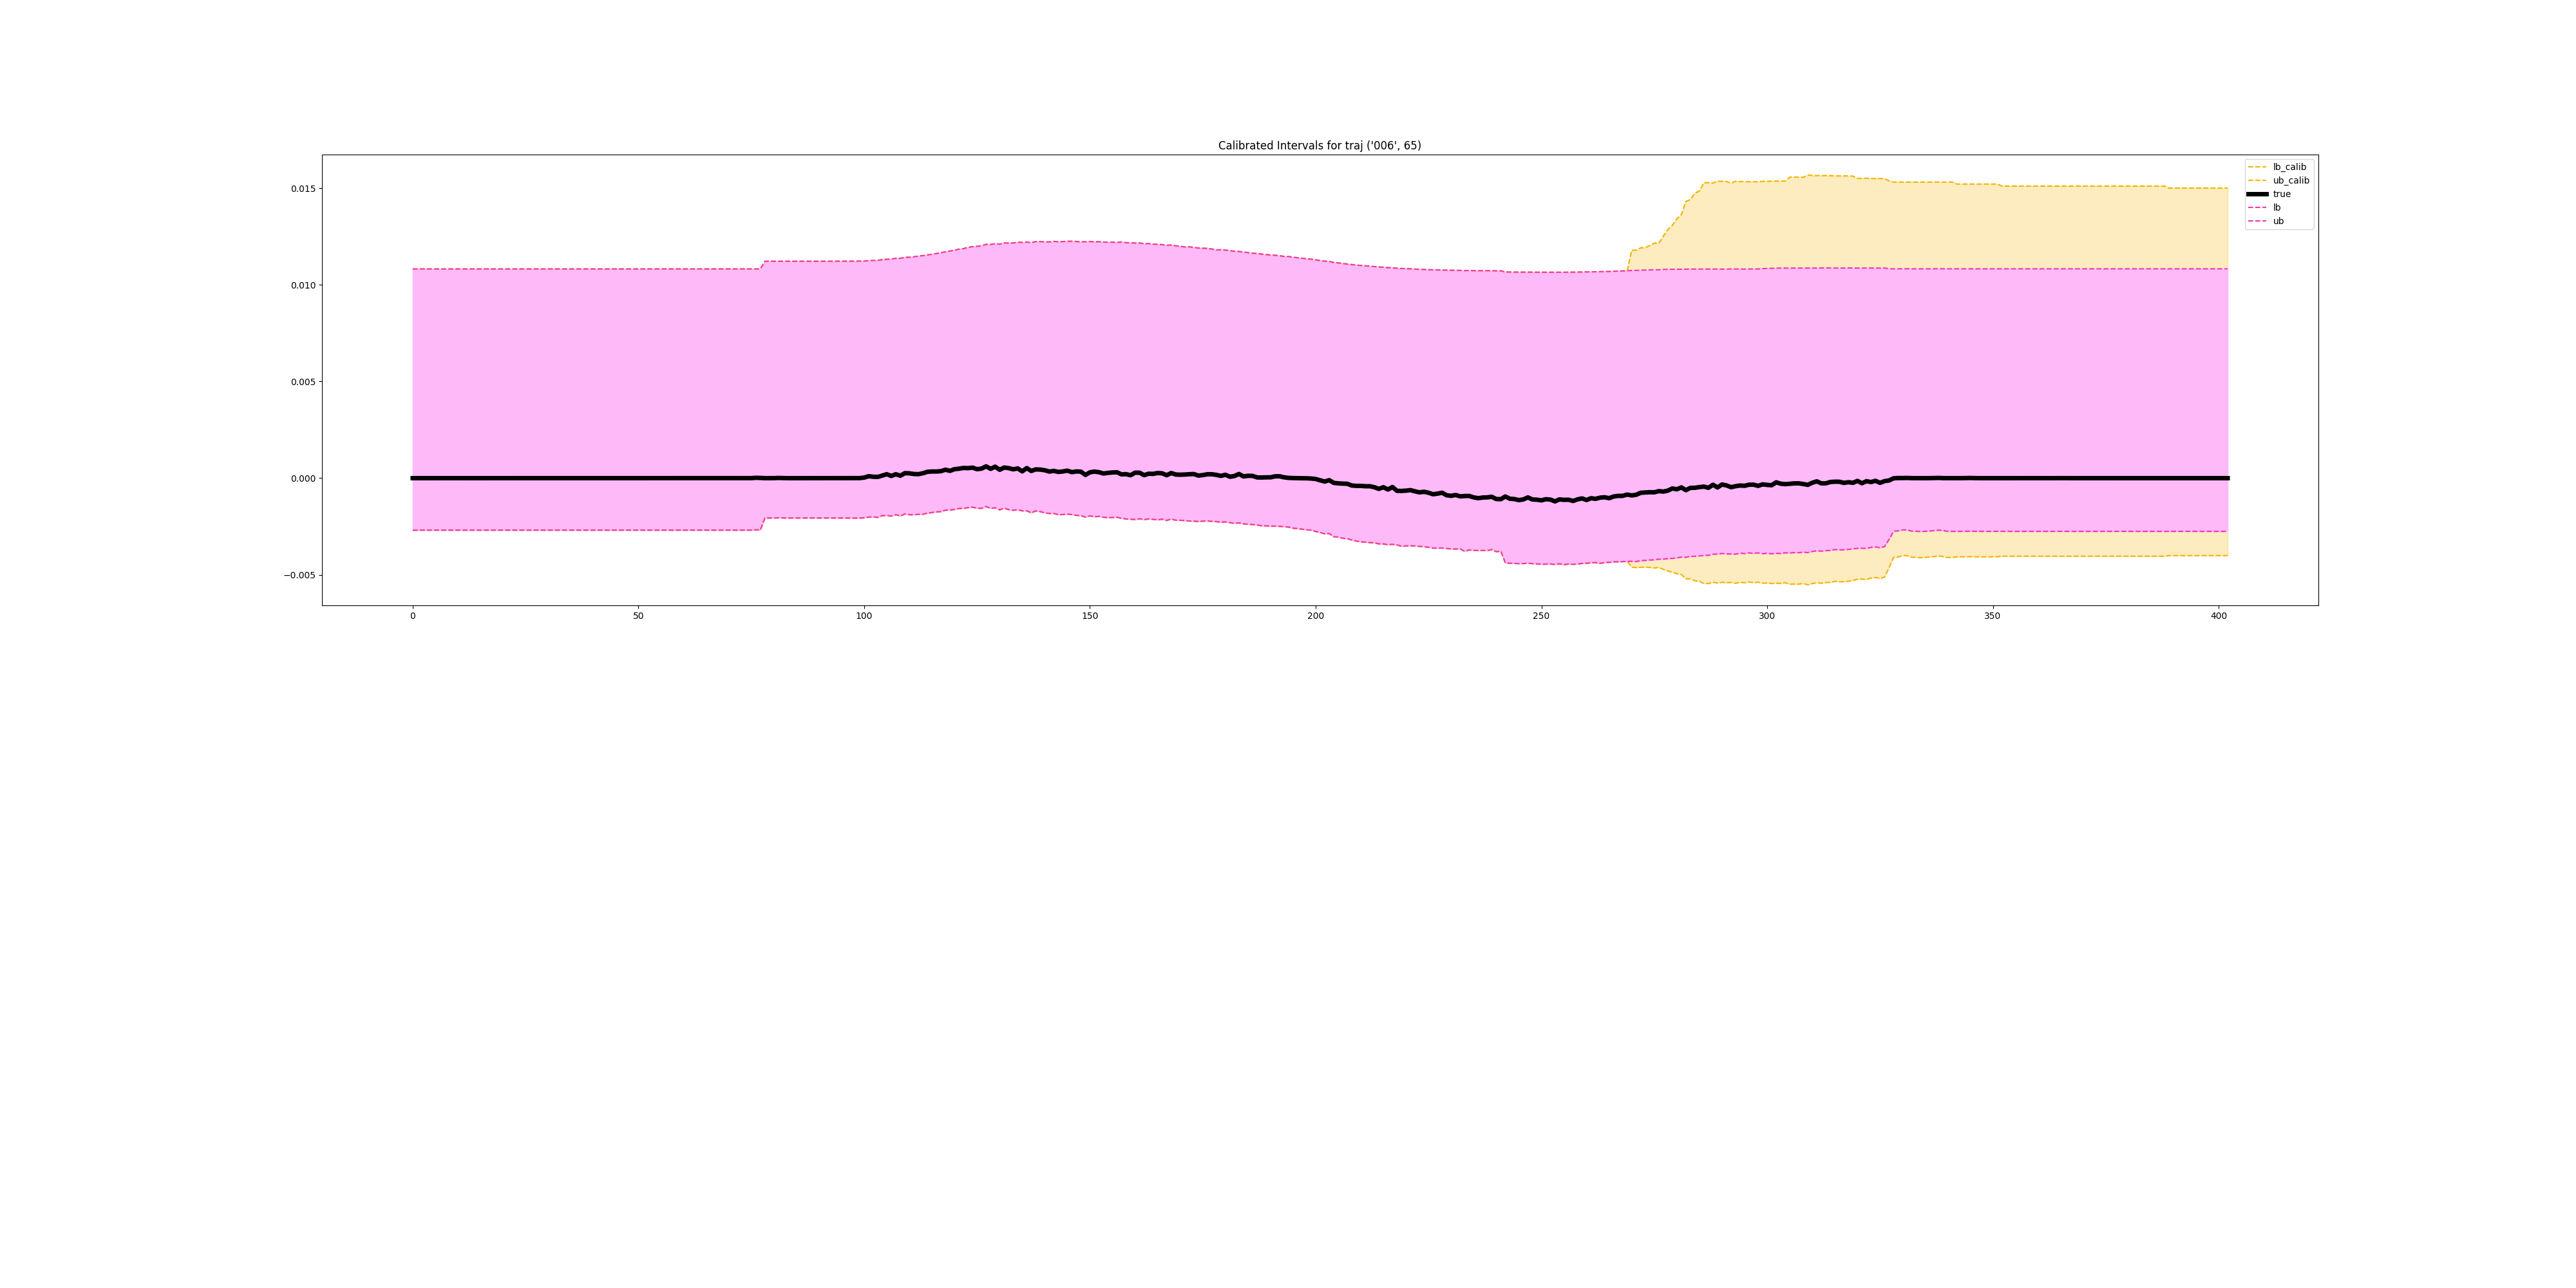 Calibrated Intervals for traj ('006', 65)
lb_calib
ub_calib
true
lb
ub
0.015
0.010
0.005
0.000
−0.005
0 50 100 150 200 250 300 350 400